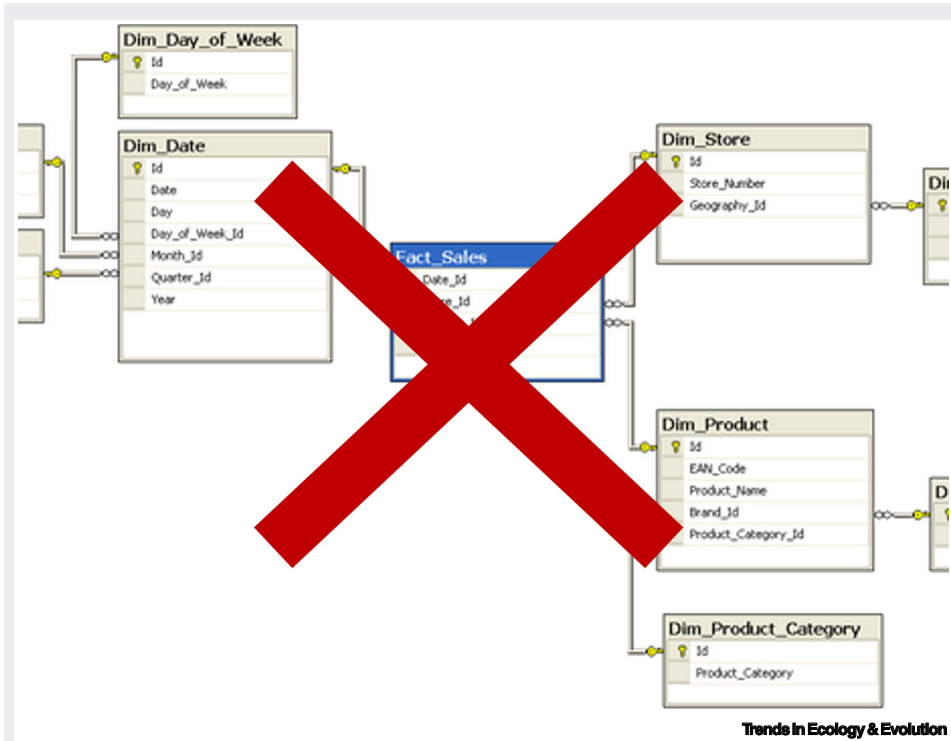 Dim_Day_of_Week
Id
Day_of_Week
Dim_Date
Id
Date
Day
Day_of_Week_Id
Month_Id
Quarter_Id
Year
Fact_Sales
Date_Id
Dim_Store
Id
Store_Number
Geography_Id
Dim_Product
Id
EAN_Code
Product_Name
Brand_Id
Product_Category_Id
Dim_Product_Category
Id
Product_Category
Trends in Ecology & Evolution